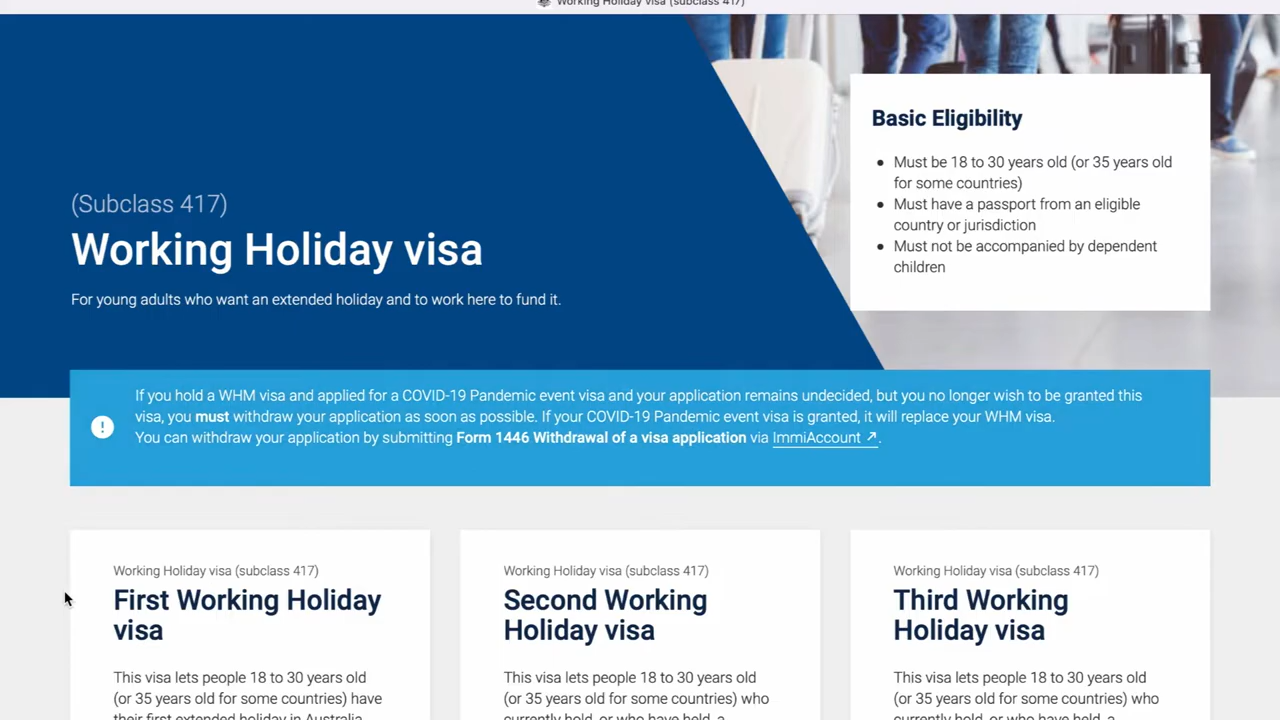 Working Holiday visa (subclass 417)
Basic Eligibility
Must be 18 to 30 years old (or 35 years old
for some countries)
Must have a passport from an eligible
country or jurisdiction
Must not be accompanied by dependent
children
(Subclass 417)
Working Holiday visa
For young adults who want an extended holiday and to work here to fund it.
If you hold a WHM visa and applied for a COVID-19 Pandemic event visa and your application remains undecided, but you no longer wish to be granted this
visa, you must withdraw your application as soon as possible. If your COVID-19 Pandemic event visa is granted, it will replace your WHM visa.
You can withdraw your application by submitting Form 1446 Withdrawal of a visa application via ImmiAccount ↗.
Working Holiday visa (subclass 417)
First Working Holiday
visa
This visa lets people 18 to 30 years old
(or 35 years old for some countries) have
their first extended holiday in Australia
Working Holiday visa (subclass 417)
Second Working
Holiday visa
This visa lets people 18 to 30 years old
(or 35 years old for some countries) who
currently hold, or who have held, a
Working Holiday visa (subclass 417)
Third Working
Holiday visa
This visa lets people 18 to 30 years old
(or 35 years old for some countries) who
currently hold, or who have held, a